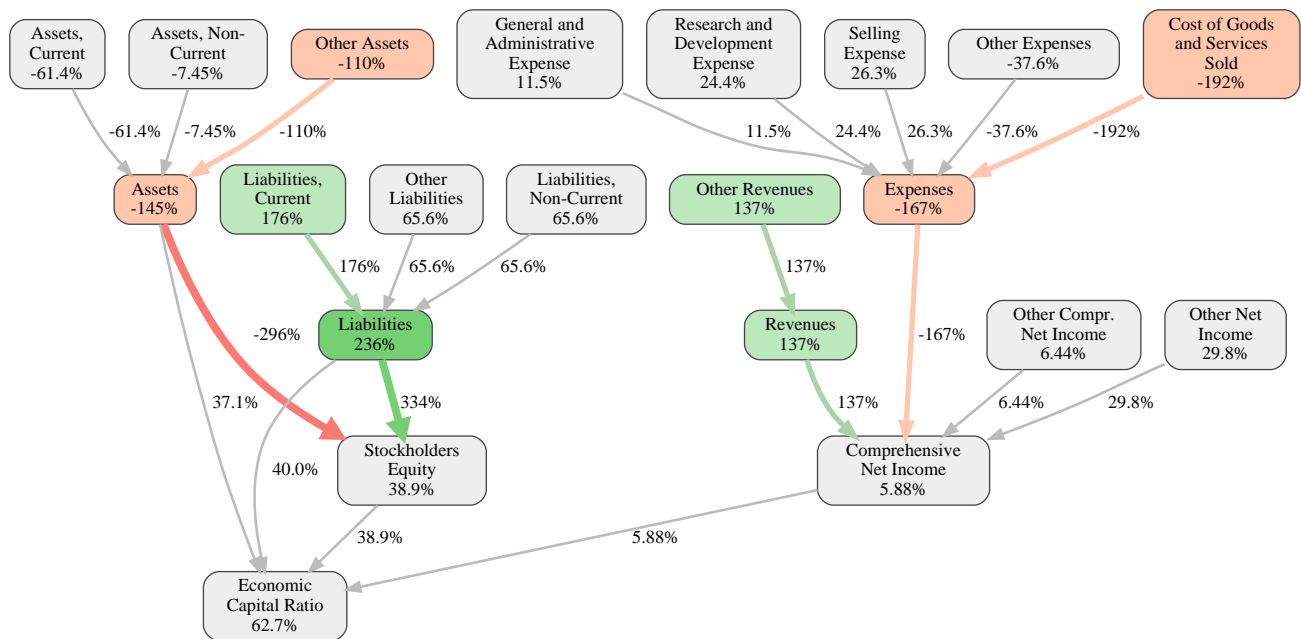 Assets,
Current
-61.4%
Assets, Non-
Current
-7.45%
Other Assets
-110%
General and
Administrative
Expense
11.5%
Research and
Development
Expense
24.4%
Selling
Expense
26.3%
Other Expenses
-37.6%
Cost of Goods
and Services
Sold
-192%
-61.4%
-7.45%
-110%
11.5%
24.4%
26.3%
-37.6%
-192%
Assets
-145%
Liabilities,
Current
176%
Other
Liabilities
65.6%
Liabilities,
Non-Current
65.6%
Other Revenues
137%
Expenses
-167%
176%
65.6%
65.6%
137%
Liabilities
236%
Revenues
137%
Other Compr.
Net Income
6.44%
Other Net
Income
29.8%
-296%
-167%
37.1%
334%
137%
6.44%
29.8%
Stockholders
Equity
38.9%
Comprehensive
Net Income
5.88%
40.0%
38.9%
5.88%
Economic
Capital Ratio
62.7%